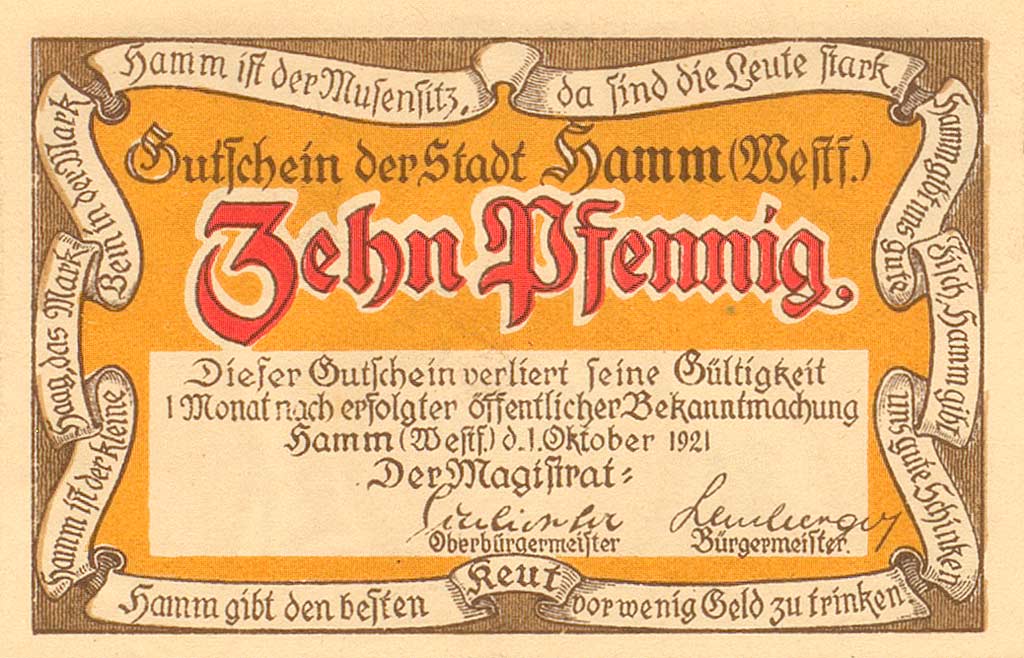 Hamm ist der Musensitz, da sind die Leute stark.
Hamm ist der kleine
Haag, das Mark
Bein in der Mark
Gutschein der Stadt Hamm (Westf.)
Zehn Pfennig.
Dieser Gutschein verliert seine Gültigkeit
1 Monat nach erfolgter öffentlicher Bekanntmachung
Hamm (Westf.) d. 1. Oktober 1921
Der Magistrat:
Oberbürgermeister Bürgermeister.
Hamm gibt uns gute
Fisch, Hamm gibt
uns gute Schinken
Hamm gibt den besten Keut vor wenig Geld zu trinken